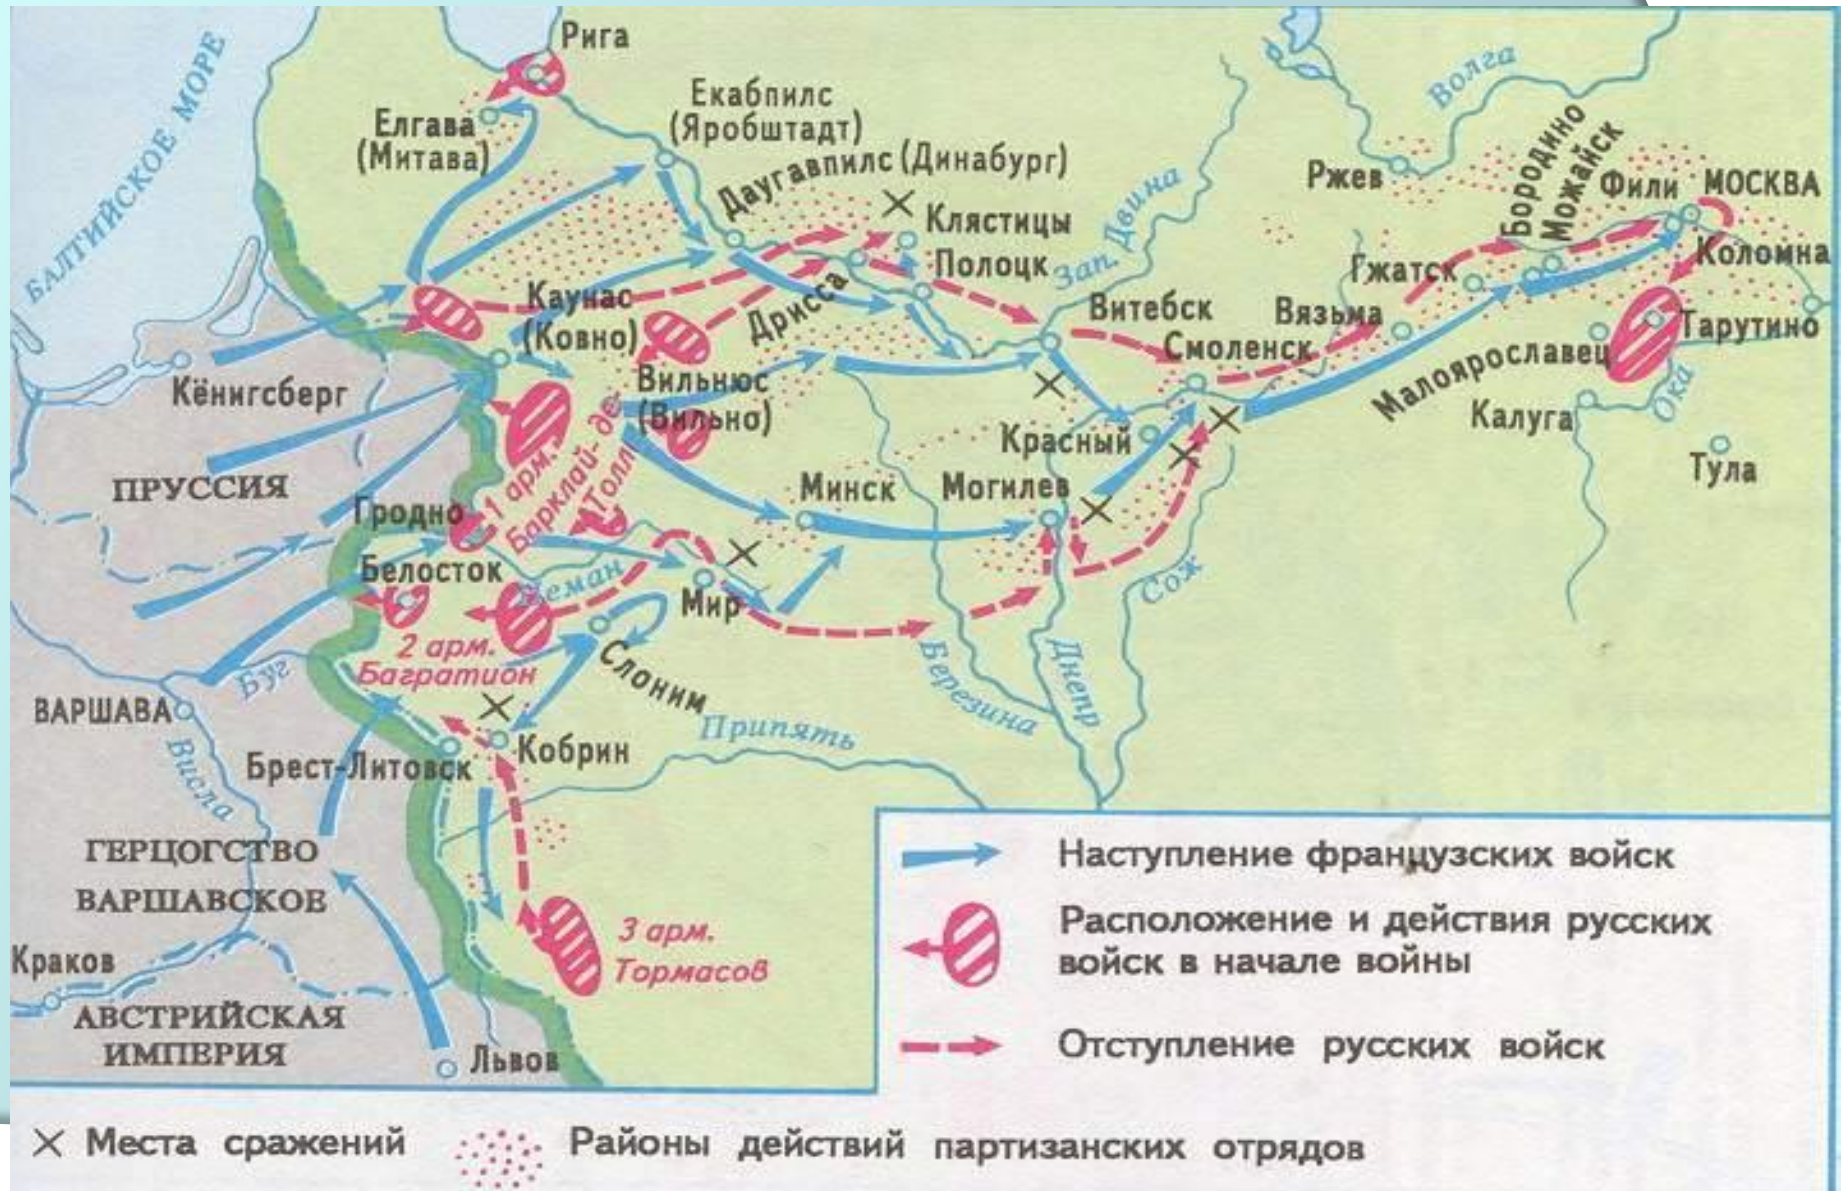 БАЛТИЙСКОЕ МОРЕ
Рига
Елгава
(Митава)
Екабпилс
(Яробштадт)
Даугавпилс (Динабург)
Клястицы
Полоцк
Зап. Двина
Волга
Ржев
Бородино
Можайск
Фили
МОСКВА
Коломна
Гжатск
Каунас
(Ковно)
Дрисса
Витебск
Вязьма
Смоленск
Тарутино
Малоярославец
Кёнигсберг
Вильнюс
(Вильно)
Красный
Калуга
Ока
Тула
ПРУССИЯ
Гродно
1 арм.
Барклай-де-
Толли
Минск
Могилев
Белосток
Неман
Мир
Сож
2 арм.
Багратион
Слоним
Березина
Днепр
Буг
ВАРШАВА
Висла
Припять
Брест-Литовск
Кобрин
ГЕРЦОГСТВО
ВАРШАВСКОЕ
3 арм.
Тормасов
Краков
АВСТРИЙСКАЯ
ИМПЕРИЯ
Львов
Наступление французских войск
Расположение и действия русских
войск в начале войны
Отступление русских войск
Места сражений
Районы действий партизанских отрядов